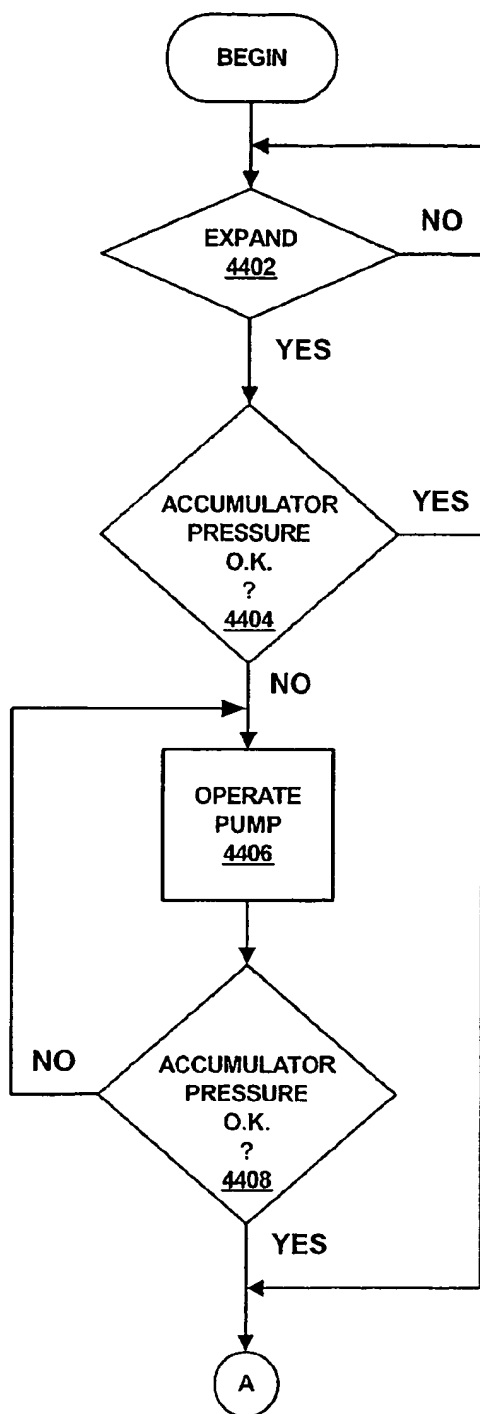 BEGIN
EXPAND
4402
NO
YES
ACCUMULATOR
PRESSURE
O.K.
?
4404
YES
NO
OPERATE
PUMP
4406
NO
ACCUMULATOR
PRESSURE
O.K.
?
4408
YES
A